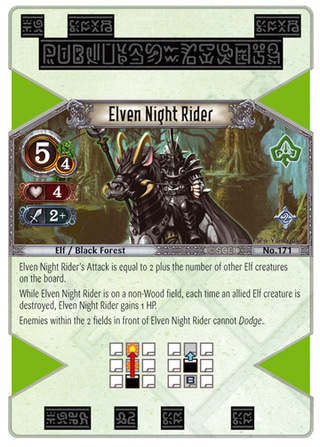 Elven Night Rider
5
4
4
2+
Elf / Black Forest
SOE
No.171
Elven Night Rider's Attack is equal to 2 plus the number of other Elf creatures
on the board.
While Elven Night Rider is on a non-Wood field, each time an allied Elf creature is
destroyed, Elven Night Rider gains 1 HP.
Enemies within the 2 fields in front of Elven Night Rider cannot Dodge.